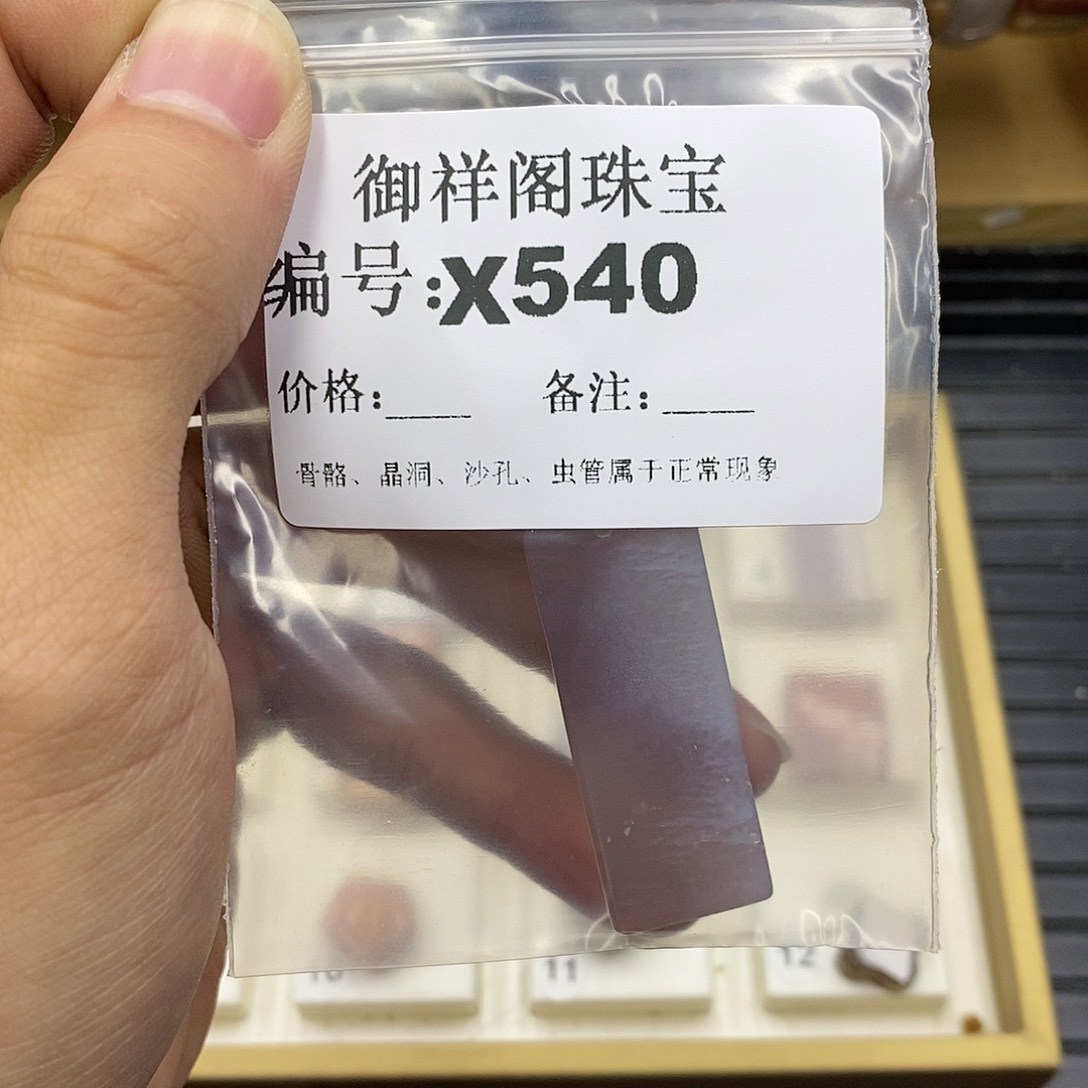 御祥阁珠宝
编号:X540
价格:____ 备注:____
骨骼、晶洞、沙孔、虫管属于正常现象
10
11
12